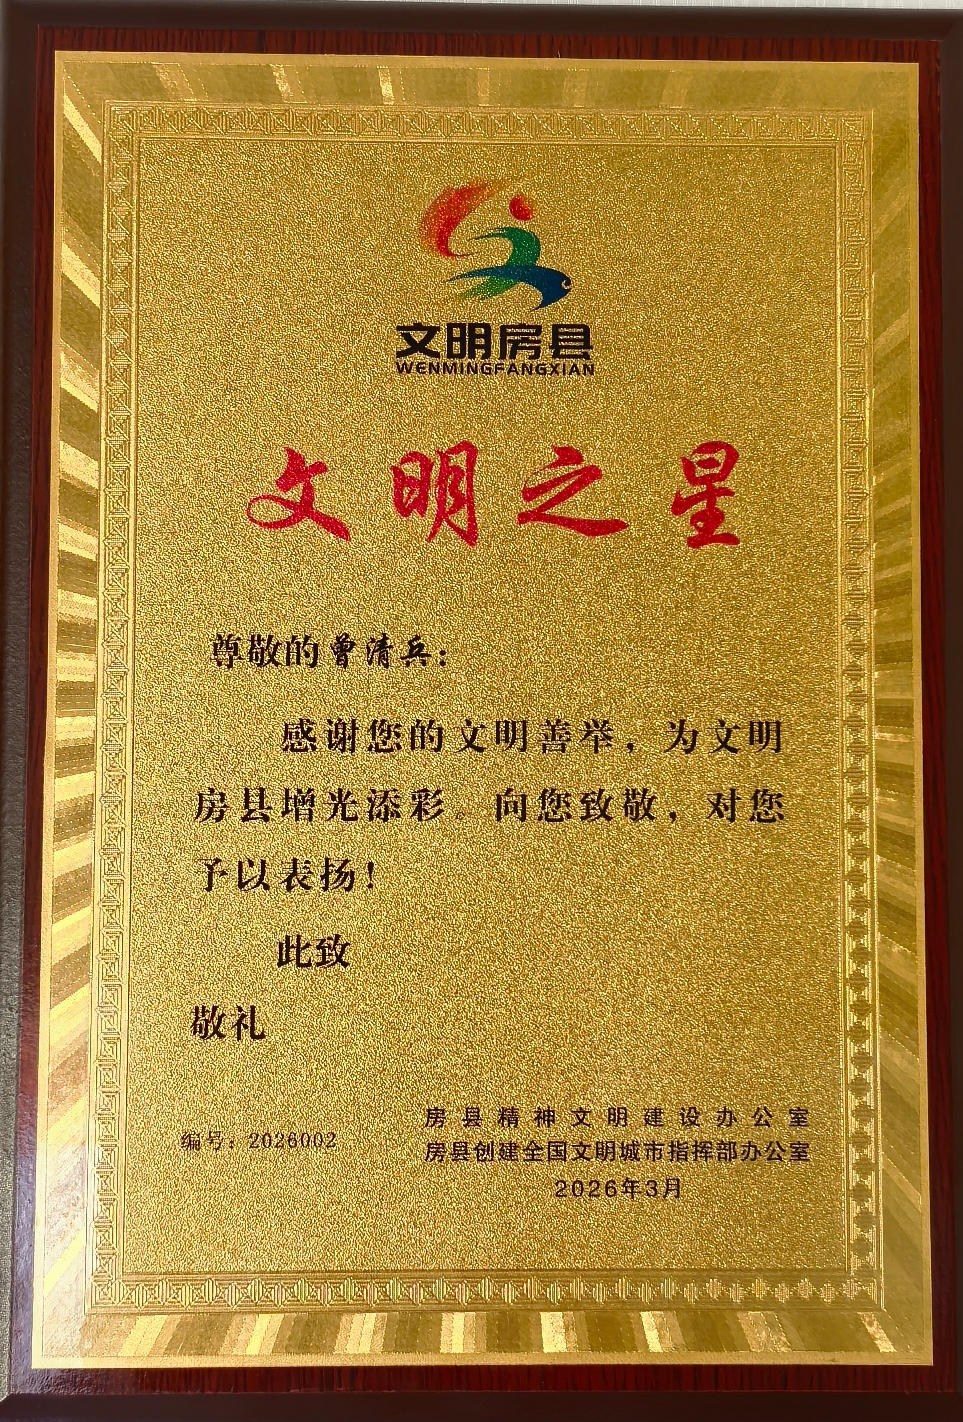 文明房县
WENMINGFANGXIAN
文明之星
尊敬的曾清兵：
感谢您的文明善举，为文明
房县增光添彩。向您致敬，对您
予以表扬！
此致
敬礼
编号：2026002
房县精神文明建设办公室
房县创建全国文明城市指挥部办公室
2026年3月